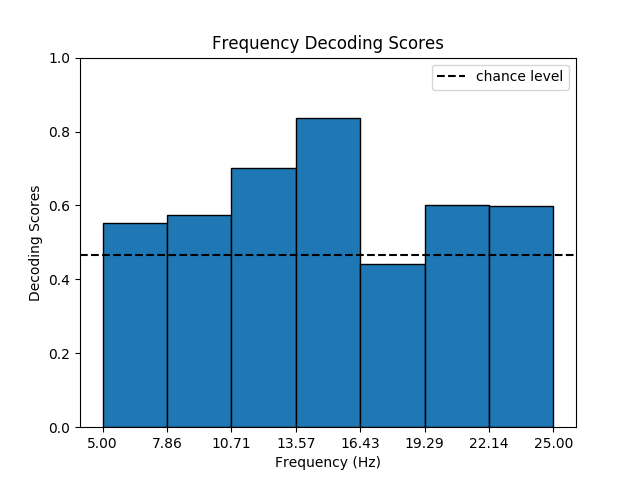 Frequency Decoding Scores
chance level
Decoding Scores
1.0
0.8
0.6
0.4
0.2
0.0
5.00 7.86 10.71 13.57 16.43 19.29 22.14 25.00
Frequency (Hz)